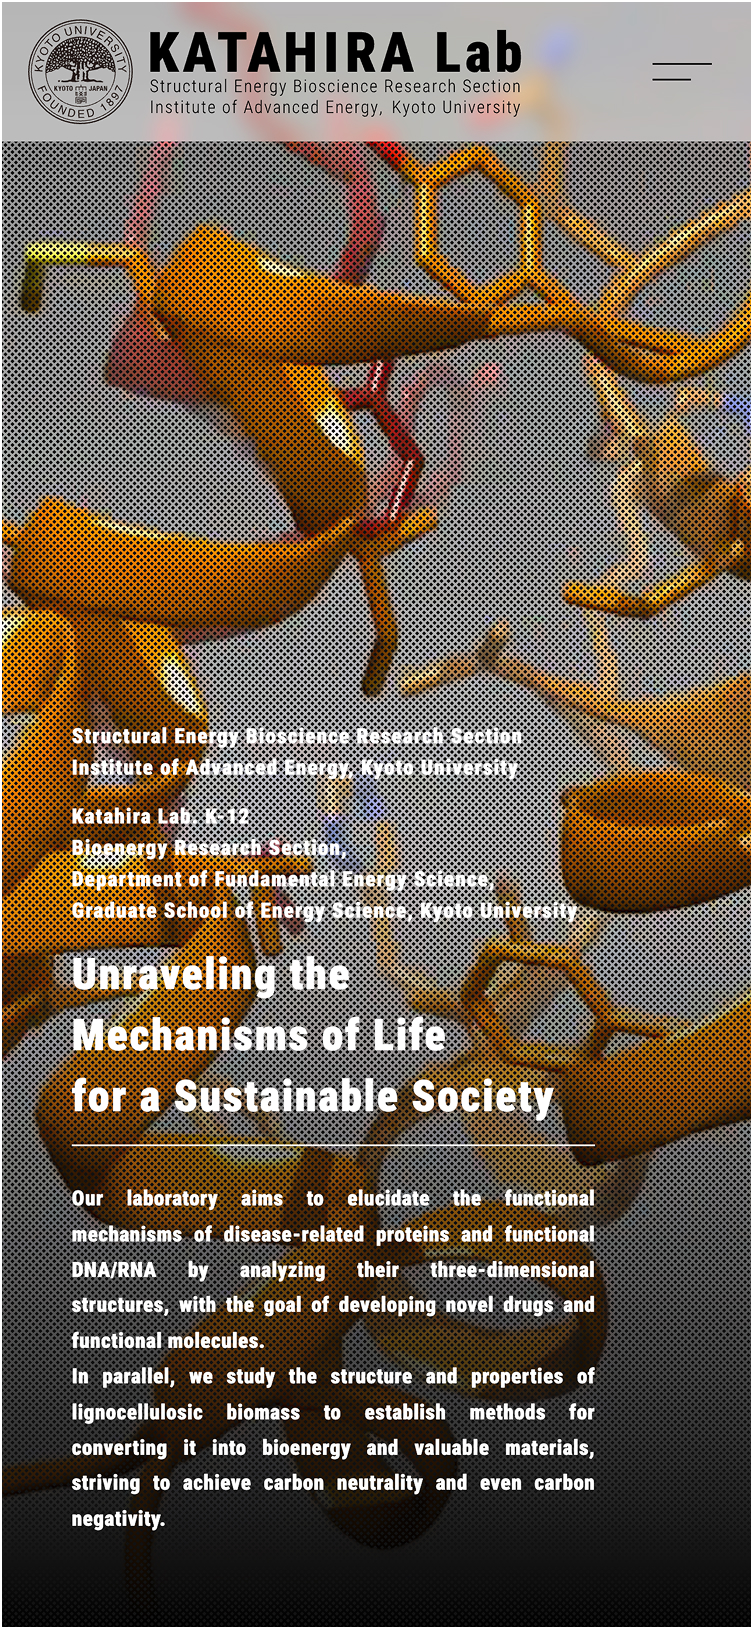 KYOTO UNIVERSITY
KYOTO JAPAN
FOUNDED 1897
KATAHIRA Lab
Structural Energy Bioscience Research Section
Institute of Advanced Energy, Kyoto University
Structural Energy Bioscience Research Section
Institute of Advanced Energy, Kyoto University
Katahira Lab. K-12
Bioenergy Research Section,
Department of Fundamental Energy Science,
Graduate School of Energy Science, Kyoto University
Unraveling the
Mechanisms of Life
for a Sustainable Society
Our laboratory aims to elucidate the functional
mechanisms of disease-related proteins and functional
DNA/RNA by analyzing their three-dimensional
structures, with the goal of developing novel drugs and
functional molecules.
In parallel, we study the structure and properties of
lignocellulosic biomass to establish methods for
converting it into bioenergy and valuable materials,
striving to achieve carbon neutrality and even carbon
negativity.